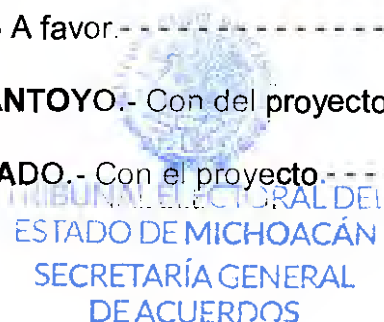 - A favor.- - - - - - - - - - - - - - - - -
ANTOYO.- Con del proyecto
ADO.- Con el proyecto.- - -
TRIBUNAL ELECTORAL DEL
ESTADO DE MICHOACÁN
SECRETARÍA GENERAL
DE ACUERDOS